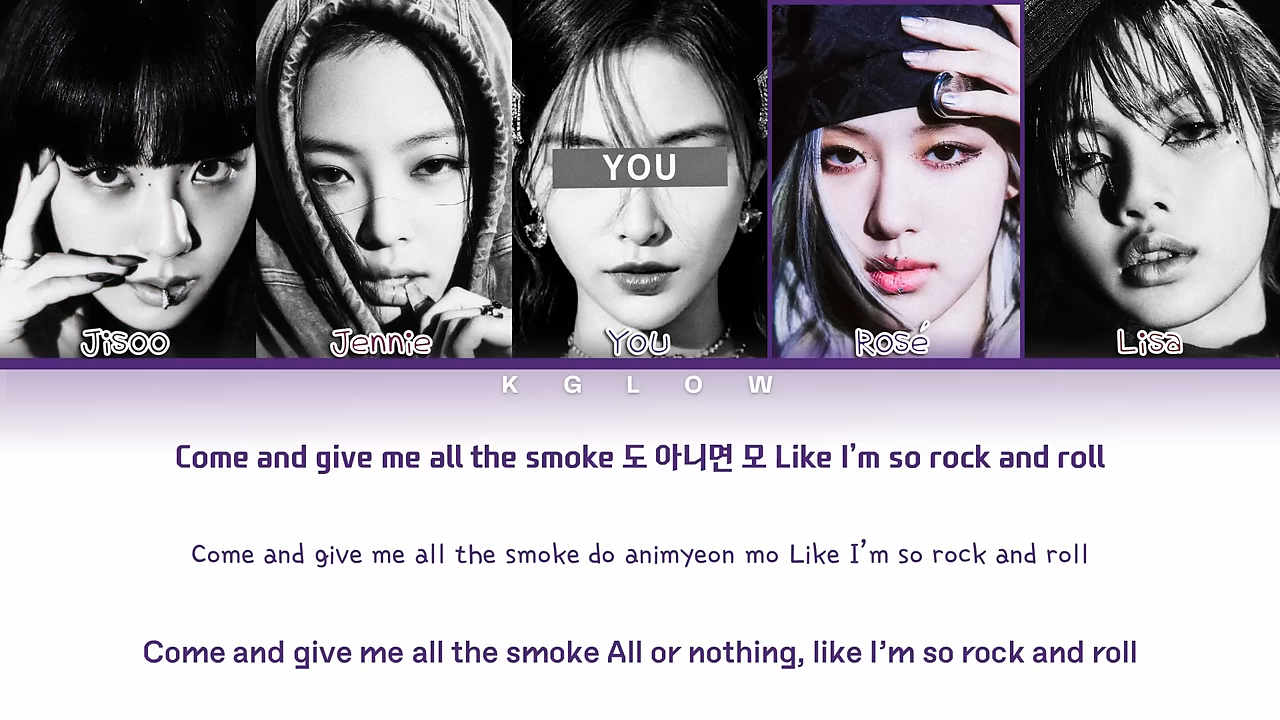 YOU
Jisoo
Jennie
You
Rosé
Lisa
K G L O W
Come and give me all the smoke 도 아니면 모 Like I’m so rock and roll
Come and give me all the smoke do animyeon mo Like I’m so rock and roll
Come and give me all the smoke All or nothing, like I’m so rock and roll